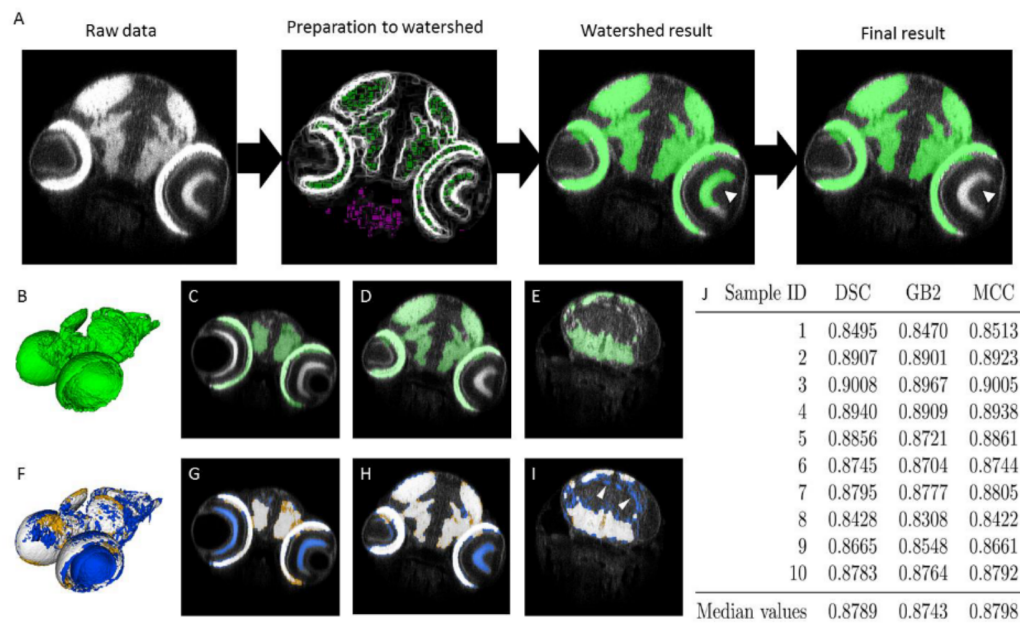 A
Raw data
Preparation to watershed
Watershed result
Final result
B
C
D
E
F
G
H
I
J Sample ID DSC GB2 MCC
1 0.8495 0.8470 0.8513
2 0.8907 0.8901 0.8923
3 0.9008 0.8967 0.9005
4 0.8940 0.8909 0.8938
5 0.8856 0.8721 0.8861
6 0.8745 0.8704 0.8744
7 0.8795 0.8777 0.8805
8 0.8428 0.8308 0.8422
9 0.8665 0.8548 0.8661
10 0.8783 0.8764 0.8792
Median values 0.8789 0.8743 0.8798